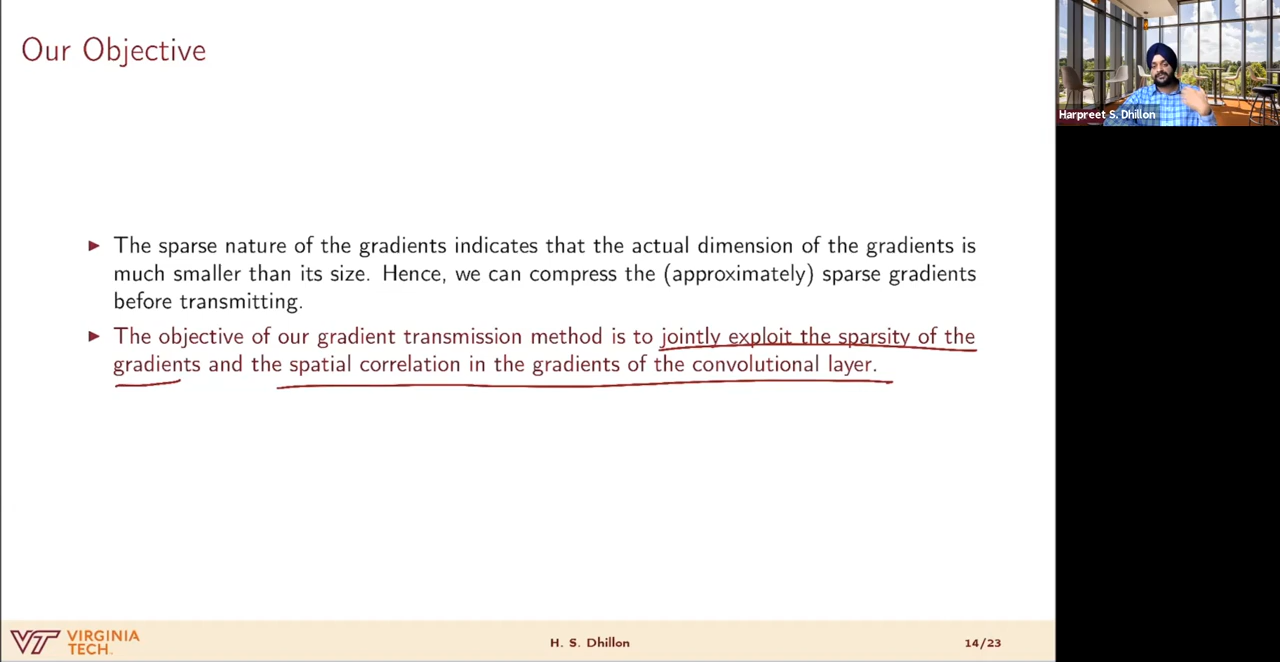 Our Objective
The sparse nature of the gradients indicates that the actual dimension of the gradients is
much smaller than its size. Hence, we can compress the (approximately) sparse gradients
before transmitting.
The objective of our gradient transmission method is to jointly exploit the sparsity of the
gradients and the spatial correlation in the gradients of the convolutional layer.
Harpreet S. Dhillon
VT VIRGINIA
TECH.
H. S. Dhillon
14/23